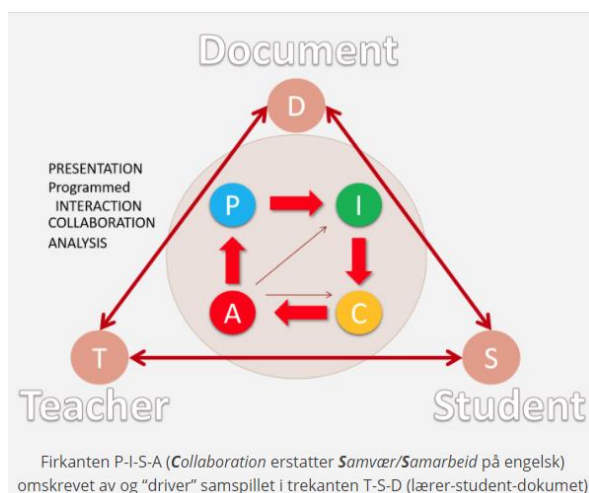 Document
D
PRESENTATION
Programmed
INTERACTION
COLLABORATION
ANALYSIS
P
I
A
C
T
S
Teacher
Student
Firkanten P-I-S-A (Collaboration erstatter Samvær/Samarbeid på engelsk)
omskrevet av og “driver” samspillet i trekanten T-S-D (lærer-student-dokumet)